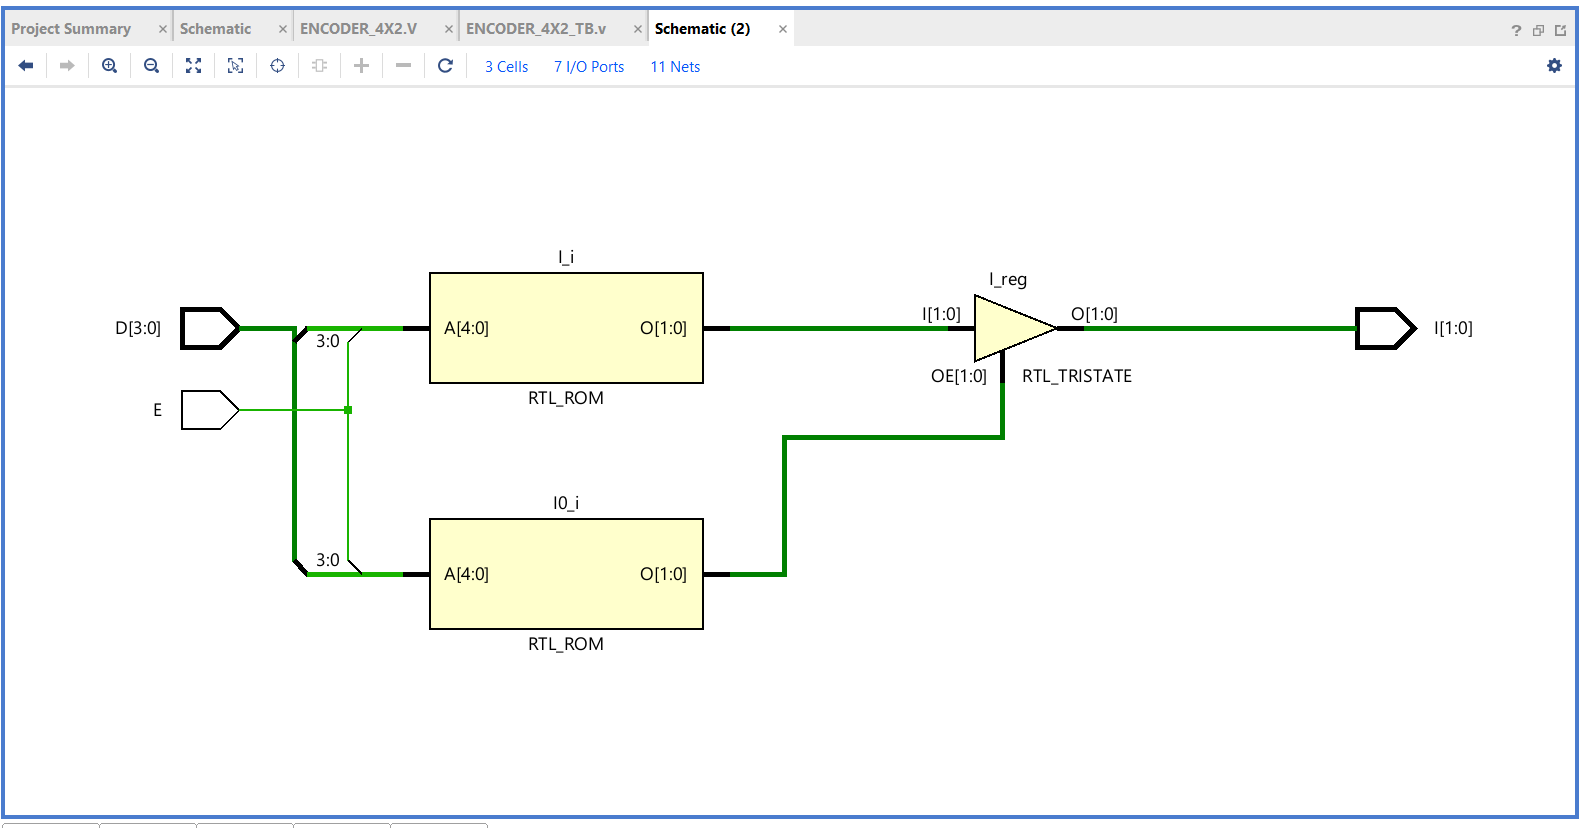 Project Summary × Schematic × ENCODER_4X2.V × ENCODER_4X2_TB.v × Schematic (2) × ?
3 Cells 7 I/O Ports 11 Nets
I_i
I_reg
D[3:0] 3:0 A[4:0] O[1:0] I[1:0] O[1:0] I[1:0]
OE[1:0] RTL_TRISTATE
RTL_ROM
E
I0_i
3:0 A[4:0] O[1:0]
RTL_ROM